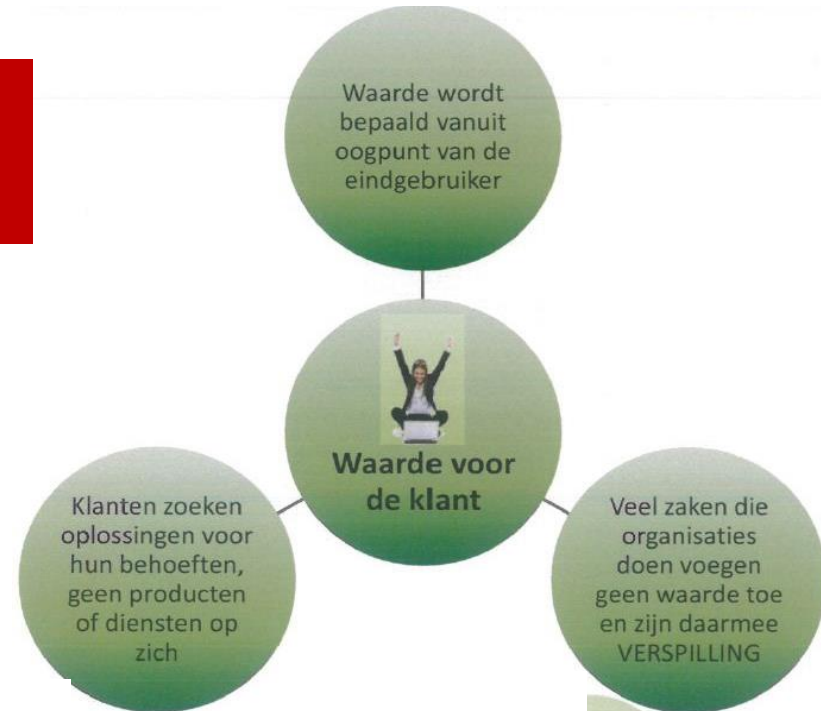 Waarde wordt
bepaald vanuit
oogpunt van de
eindgebruiker
Waarde voor
de klant
Klanten zoeken
oplossingen voor
hun behoeften,
geen producten
of diensten op
zich
Veel zaken die
organisaties
doen voegen
geen waarde toe
en zijn daarmee
VERSPILLING